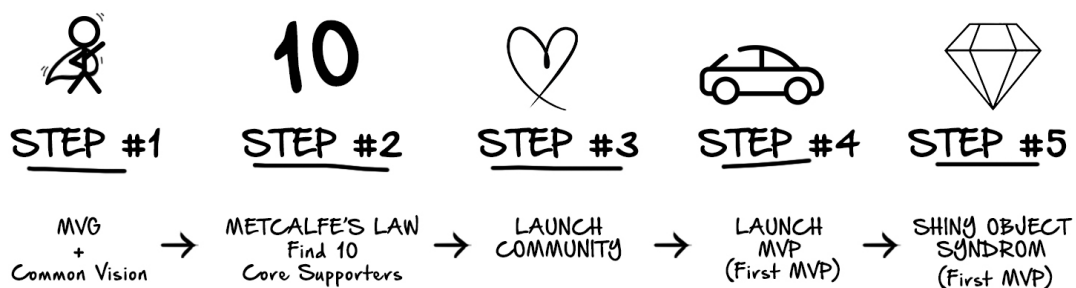 10
STEP #1
STEP #2
STEP #3
STEP #4
STEP #5
MVG
+
Common Vision
METCALFE'S LAW
Find 10
Core Supporters
LAUNCH
COMMUNITY
LAUNCH
MVP
(First MVP)
SHINY OBJECT
SYNDROM
(First MVP)